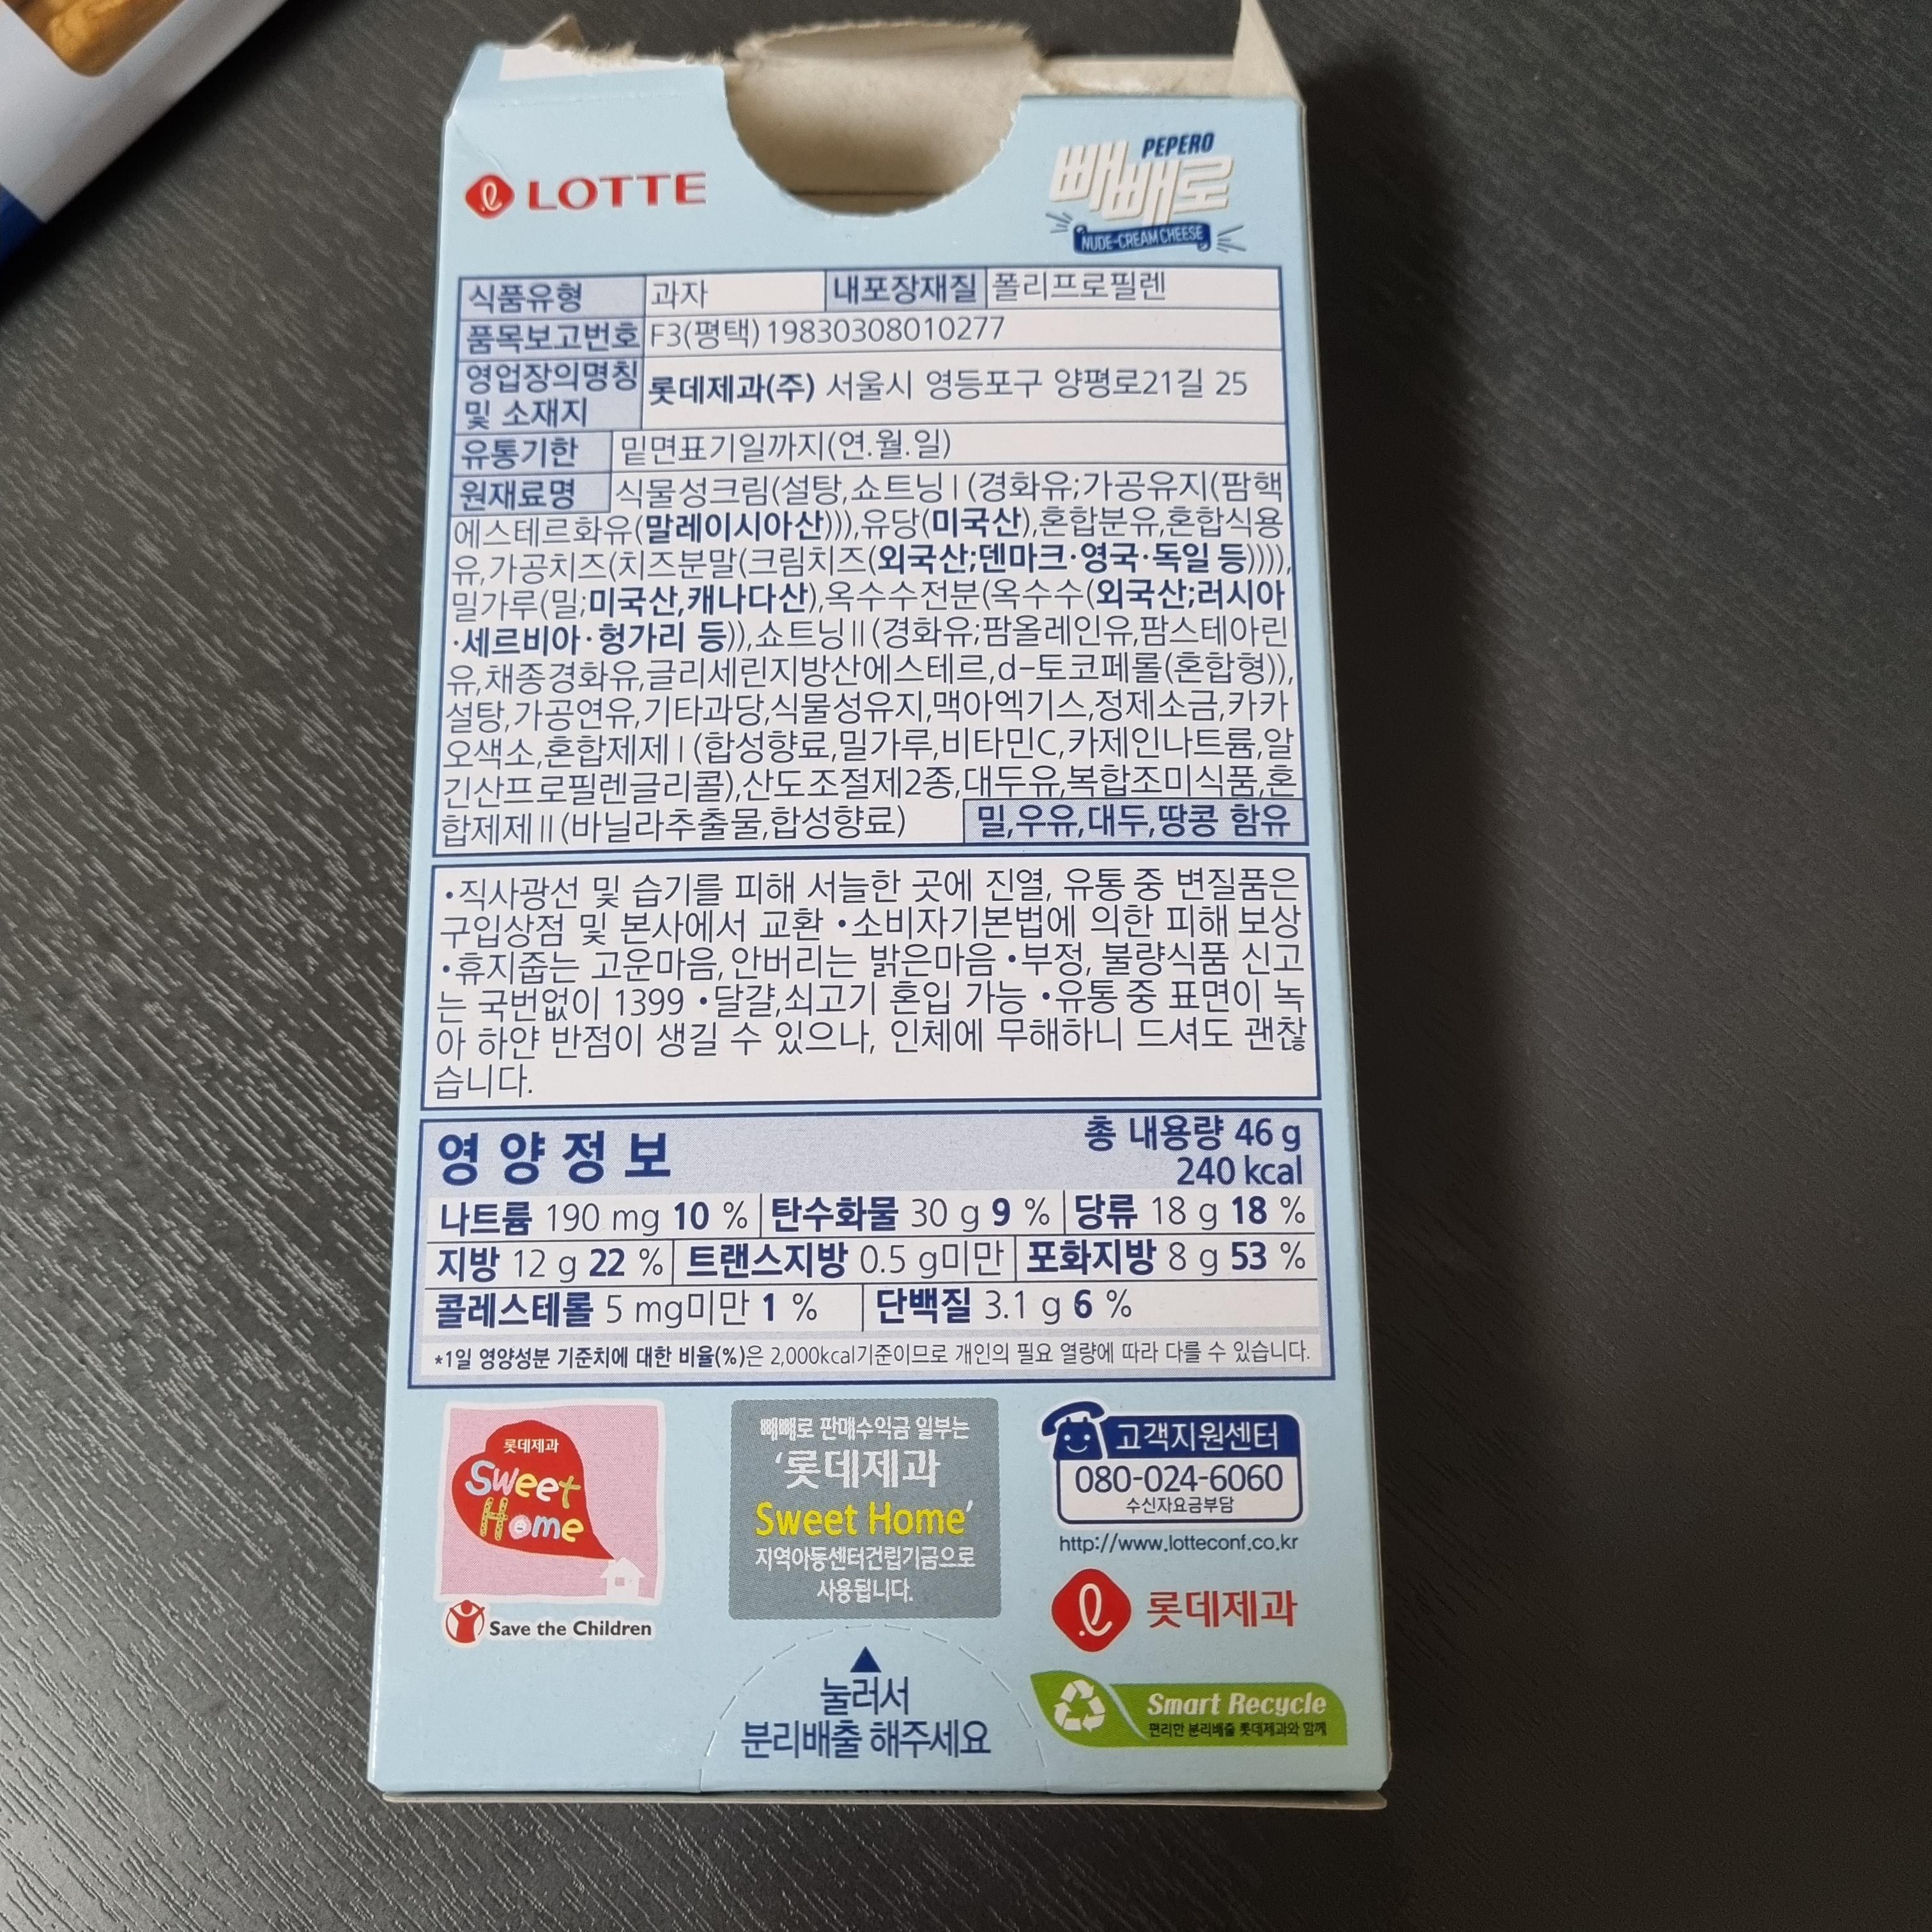 LOTTE
PEPERO
빼빼로
NUDE-CREAM CHEESE
식품유형 과자 내포장재질 폴리프로필렌
품목보고번호 F3(평택)19830308010277
영업장의명칭 및 소재지 롯데제과(주) 서울시 영등포구 양평로21길 25
유통기한 밑면표기일까지(연.월.일)
원재료명 식물성크림(설탕,쇼트닝Ⅰ(경화유;가공유지(팜핵
에스테르화유(말레이시아산))),유당(미국산),혼합분유,혼합식용
유,가공치즈(치즈분말(크림치즈(외국산;덴마크·영국·독일 등)))),
밀가루(밀;미국산,캐나다산),옥수수전분(옥수수(외국산;러시아
·세르비아·헝가리 등)),쇼트닝Ⅱ(경화유;팜올레인유,팜스테아린
유,채종경화유,글리세린지방산에스테르,d-토코페롤(혼합형)),
설탕,가공연유,기타과당,식물성유지,맥아엑기스,정제소금,카카
오색소,혼합제제Ⅰ(합성향료,밀가루,비타민C,카제인나트륨,알
긴산프로필렌글리콜),산도조절제2종,대두유,복합조미식품,혼
합제제Ⅱ(바닐라추출물,합성향료) 밀,우유,대두,땅콩 함유
•직사광선 및 습기를 피해 서늘한 곳에 진열, 유통 중 변질품은
구입상점 및 본사에서 교환 •소비자기본법에 의한 피해 보상
•휴지줍는 고운마음, 안버리는 밝은마음 •부정, 불량식품 신고
는 국번없이 1399 •달걀,쇠고기 혼입 가능 •유통 중 표면이 녹
아 하얀 반점이 생길 수 있으나, 인체에 무해하니 드셔도 괜찮
습니다.
영양정보 총 내용량 46 g
240 kcal
나트륨 190 mg 10 % 탄수화물 30 g 9 % 당류 18 g 18 %
지방 12 g 22 % 트랜스지방 0.5 g미만 포화지방 8 g 53 %
콜레스테롤 5 mg미만 1 % 단백질 3.1 g 6 %
*1일 영양성분 기준치에 대한 비율(%)은 2,000kcal기준이므로 개인의 필요 열량에 따라 다를 수 있습니다.
롯데제과
Sweet
Home
Save the Children
빼빼로 판매수익금 일부는
'롯데제과
Sweet Home'
지역아동센터건립기금으로
사용됩니다.
고객지원센터
080-024-6060
수신자요금부담
http://www.lotteconf.co.kr
롯데제과
눌러서
분리배출 해주세요
Smart Recycle
편리한 분리배출 롯데제과와 함께